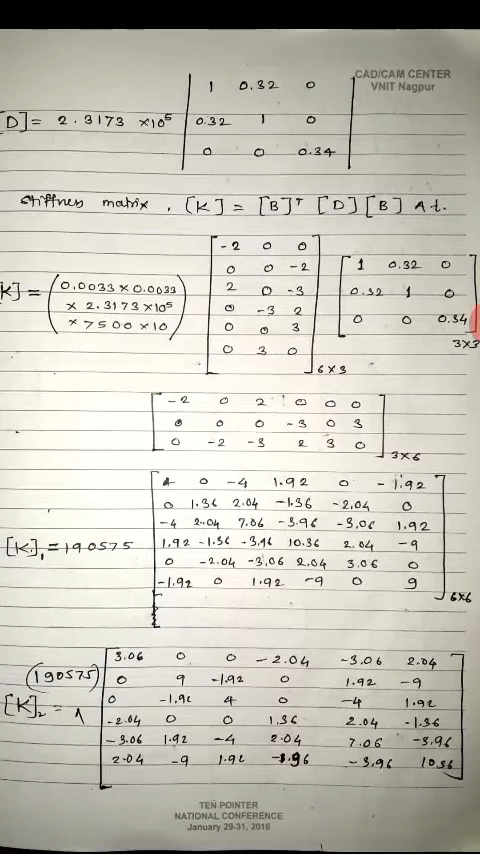 CAD/CAM CENTER
VNIT Nagpur
1 0.32 0
[D] = 2.3173 ×10⁵ 0.32 1 0
0 0 0.34
Stiffness matrix, [K] = [B]ᵀ [D] [B] A t.
-2 0 0
0 0 -2
2 0 -3
0 -3 2
0 0 3
0 3 0
6×3
K] = (0.0033 × 0.0033
× 2.3173×10⁵
× 7500 × 10)
1 0.32 0
0.32 1 0
0 0 0.34
3×3
-2 0 2 0 0 0
0 0 0 -3 0 3
0 -2 -3 2 3 0
3×6
[K]₁ = 190575
4 0 -4 1.92 0 -1.92
0 1.36 2.04 -1.36 -2.04 0
-4 2.04 7.06 -3.96 -3.06 1.92
1.92 -1.36 -3.96 10.36 2.04 -9
0 -2.04 -3.06 2.04 3.06 0
-1.92 0 1.92 -9 0 9
6×6
(190575)
[K]₂ =
3.06 0 0 -2.04 -3.06 2.04
0 9 -1.92 0 1.92 -9
0 -1.92 4 0 -4 1.92
-2.04 0 0 1.36 2.04 -1.36
-3.06 1.92 -4 2.04 7.06 -3.96
2.04 -9 1.92 -3.96 10.36
TEN POINTER
NATIONAL CONFERENCE
January 29-31, 2016